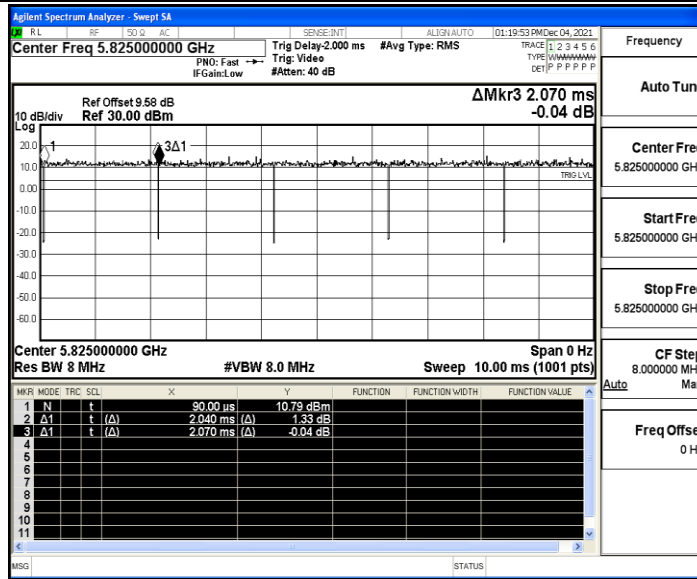 Agilent Spectrum Analyzer - Swept SA
RL RF 50 Ω AC SENSE:INT ALIGN AUTO 01:19:53 PM Dec 04, 2021
Center Freq 5.825000000 GHz
PNO: Fast
IFGain:Low
Trig Delay-2.000 ms
Trig: Video
#Atten: 40 dB
#Avg Type: RMS
TRACE 1 2 3 4 5 6
TYPE
DET P P P P P P
Ref Offset 9.58 dB
10 dB/div Ref 30.00 dBm
Log
ΔMkr3 2.070 ms
-0.04 dB
20.0
10.0
0.00
-10.0
-20.0
-30.0
-40.0
-50.0
-60.0
1
3Δ1
TRIG LVL
Center 5.825000000 GHz Span 0 Hz
Res BW 8 MHz #VBW 8.0 MHz Sweep 10.00 ms (1001 pts)
MKR MODE TRC SCL X Y FUNCTION FUNCTION WIDTH FUNCTION VALUE
1 N t 90.00 µs 10.79 dBm
2 Δ1 t (Δ) 2.040 ms (Δ) 1.33 dB
3 Δ1 t (Δ) 2.070 ms (Δ) -0.04 dB
4
5
6
7
8
9
10
11
MSG STATUS
Frequency
Auto Tun
Center Fre
5.825000000 GH
Start Fre
5.825000000 GH
Stop Fre
5.825000000 GH
CF Step
8.000000 MH
Auto Ma
Freq Offse
0 H